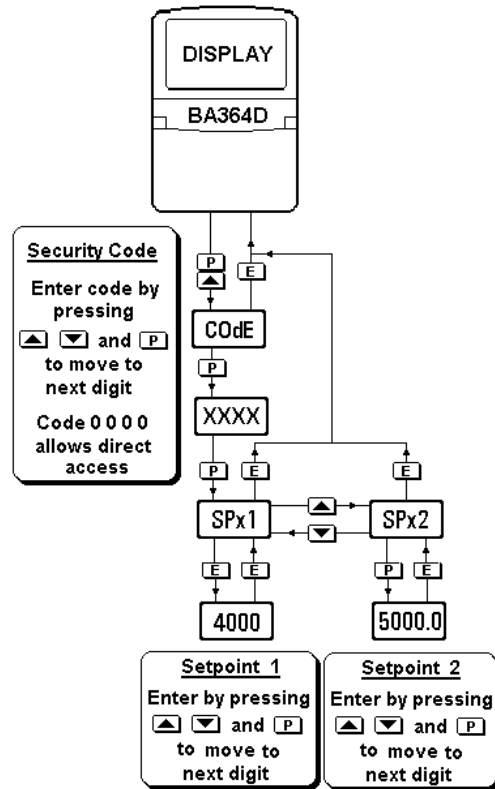 DISPLAY
BA364D
Security Code
Enter code by
pressing
and P
to move to
next digit
Code 0 0 0 0
allows direct
access
P
E
COdE
P
XXXX
P
E
E
SPx1
SPx2
E
E
P
E
4000
5000.0
Setpoint 1
Enter by pressing
and P
to move to
next digit
Setpoint 2
Enter by pressing
and P
to move to
next digit